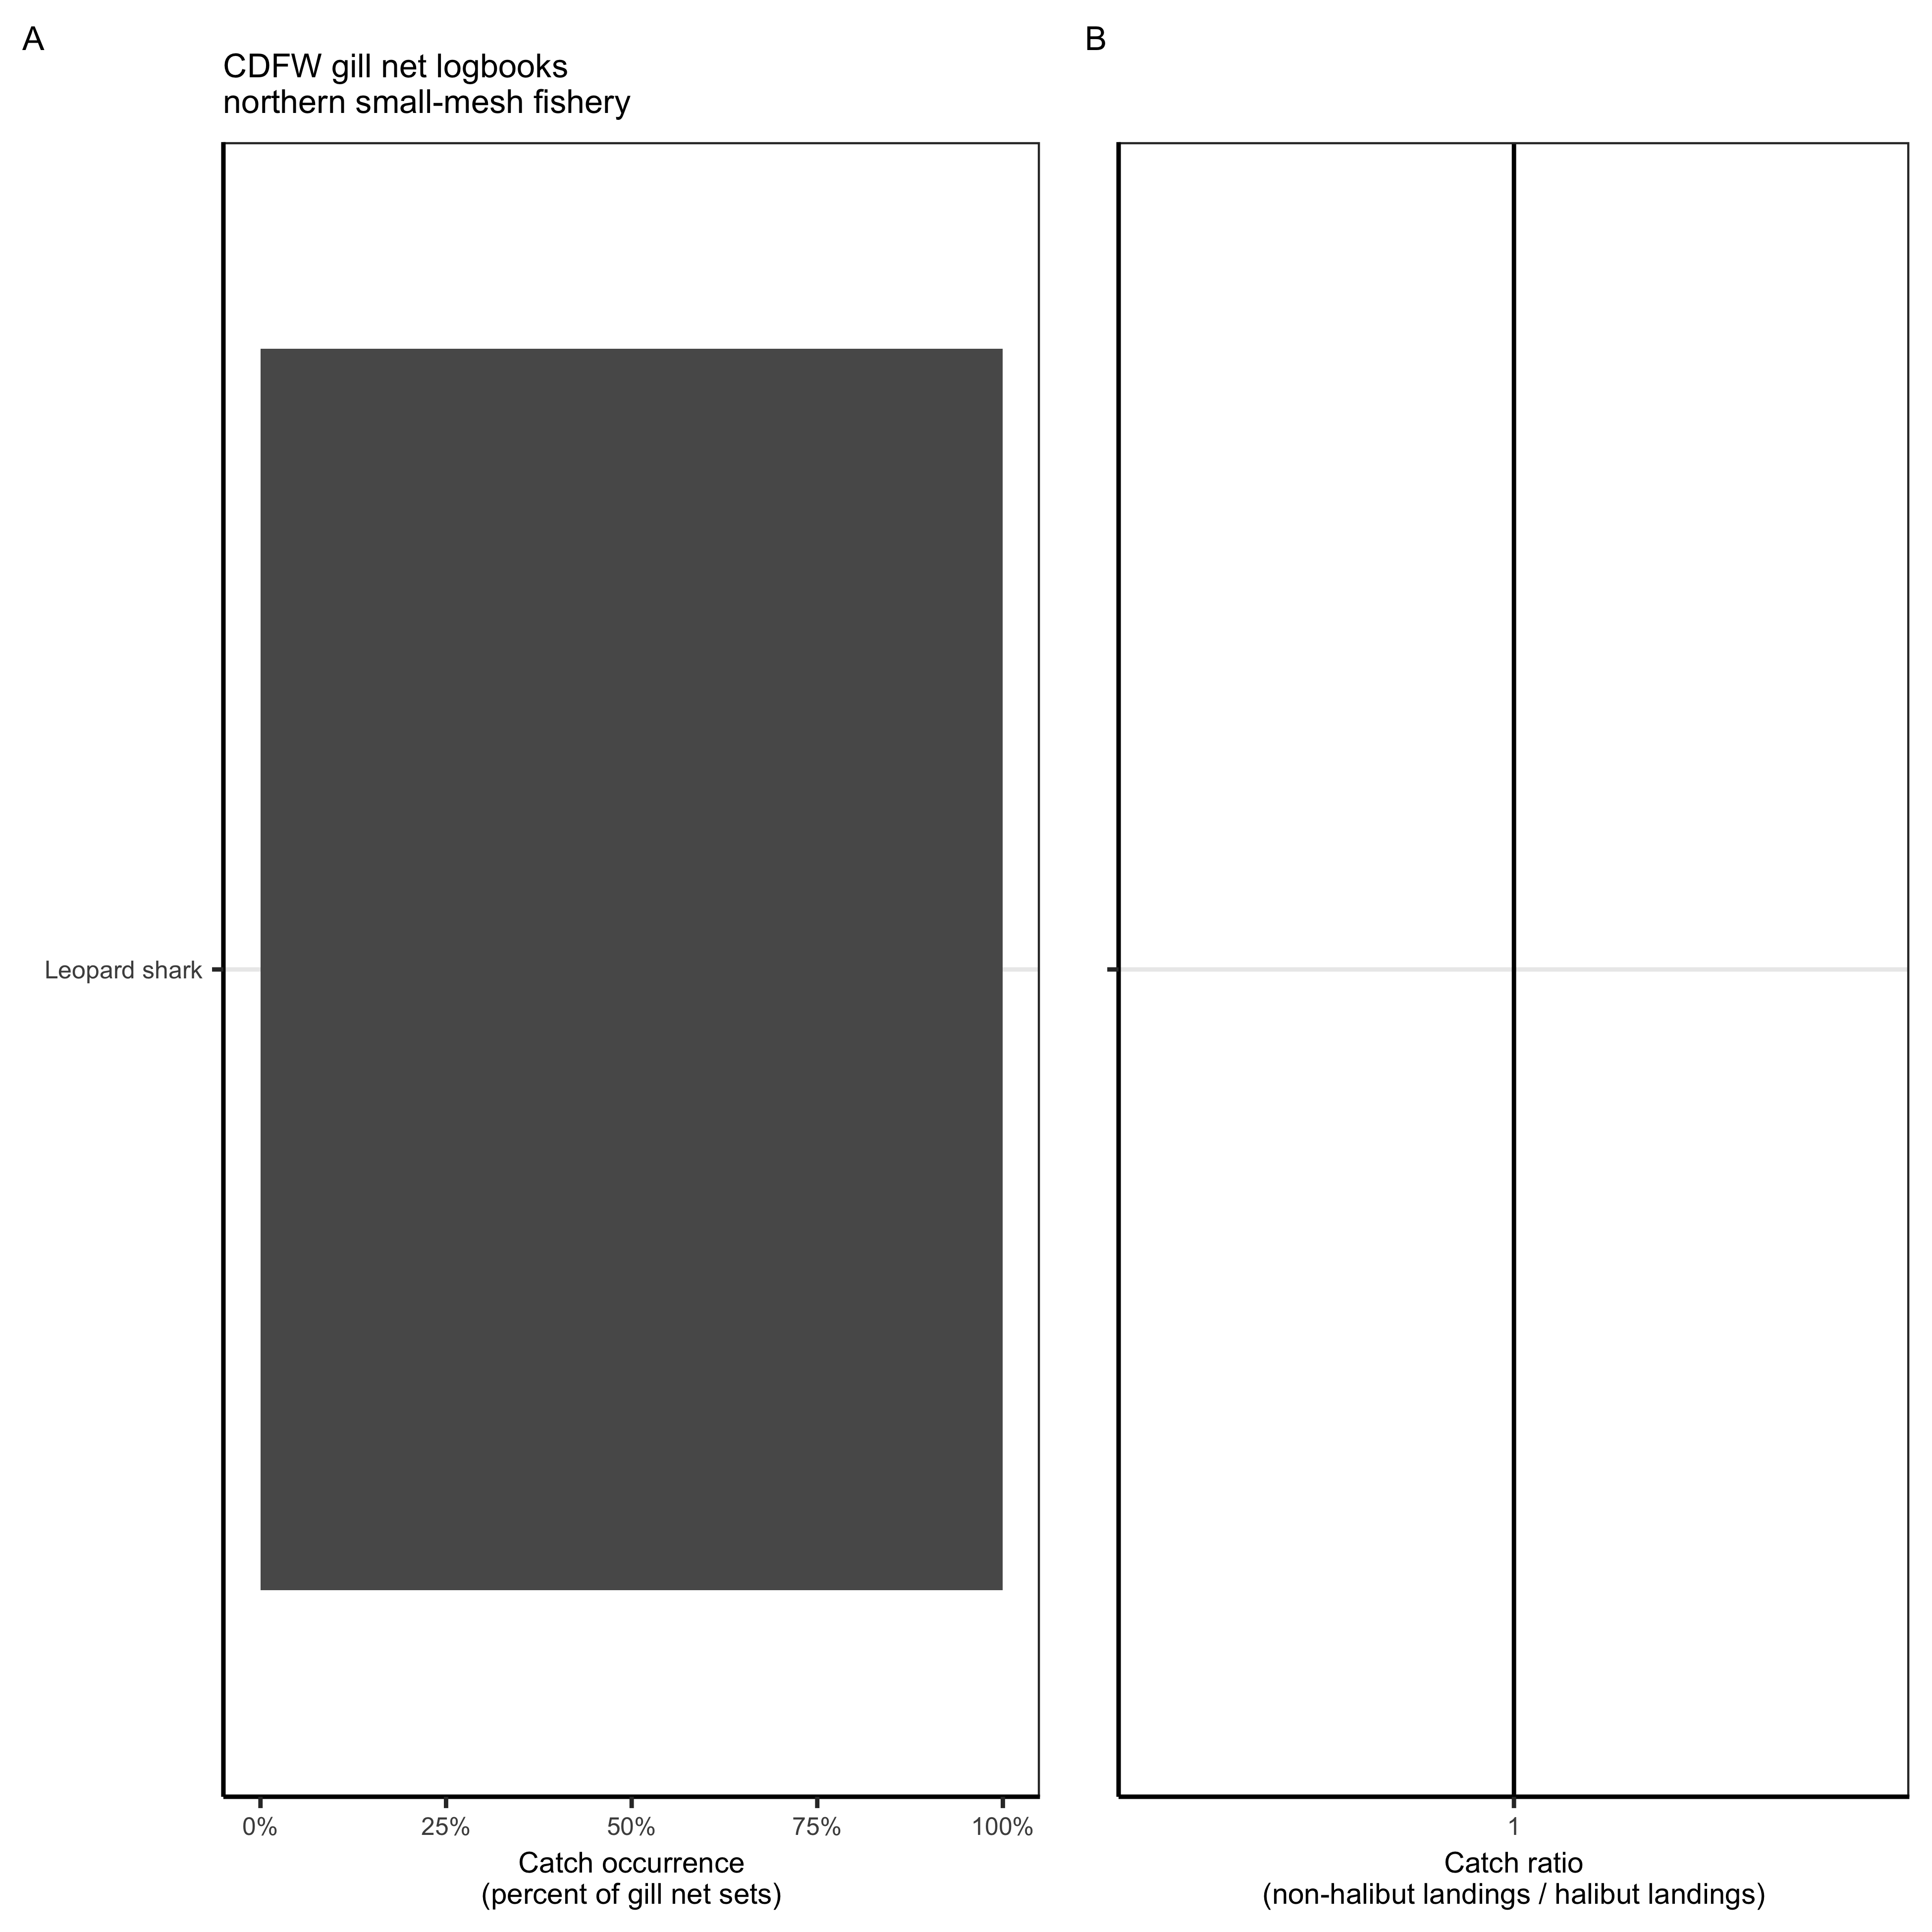 A
CDFW gill net logbooks
northern small-mesh fishery
Leopard shark
0% 25% 50% 75% 100%
Catch occurrence
(percent of gill net sets)
B
1
Catch ratio
(non-halibut landings / halibut landings)